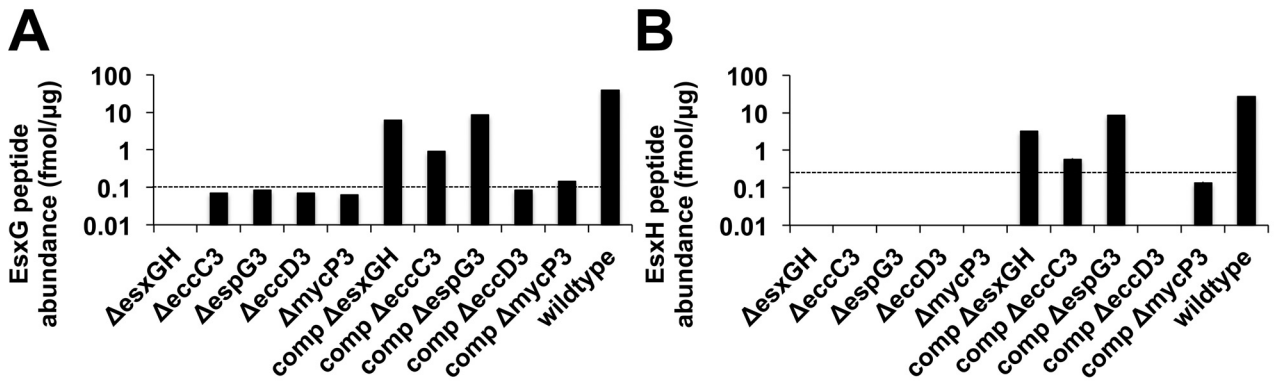 A
EsxG peptide
abundance (fmol/µg)
100
10
1
0.1
0.01
ΔesxGH
ΔeccC3
ΔespG3
ΔeccD3
ΔmycP3
comp ΔesxGH
comp ΔeccC3
comp ΔespG3
comp ΔeccD3
comp ΔmycP3
wildtype
B
EsxH peptide
abundance (fmol/µg)
100
10
1
0.1
0.01
ΔesxGH
ΔeccC3
ΔespG3
ΔeccD3
ΔmycP3
comp ΔesxGH
comp ΔeccC3
comp ΔespG3
comp ΔeccD3
comp ΔmycP3
wildtype